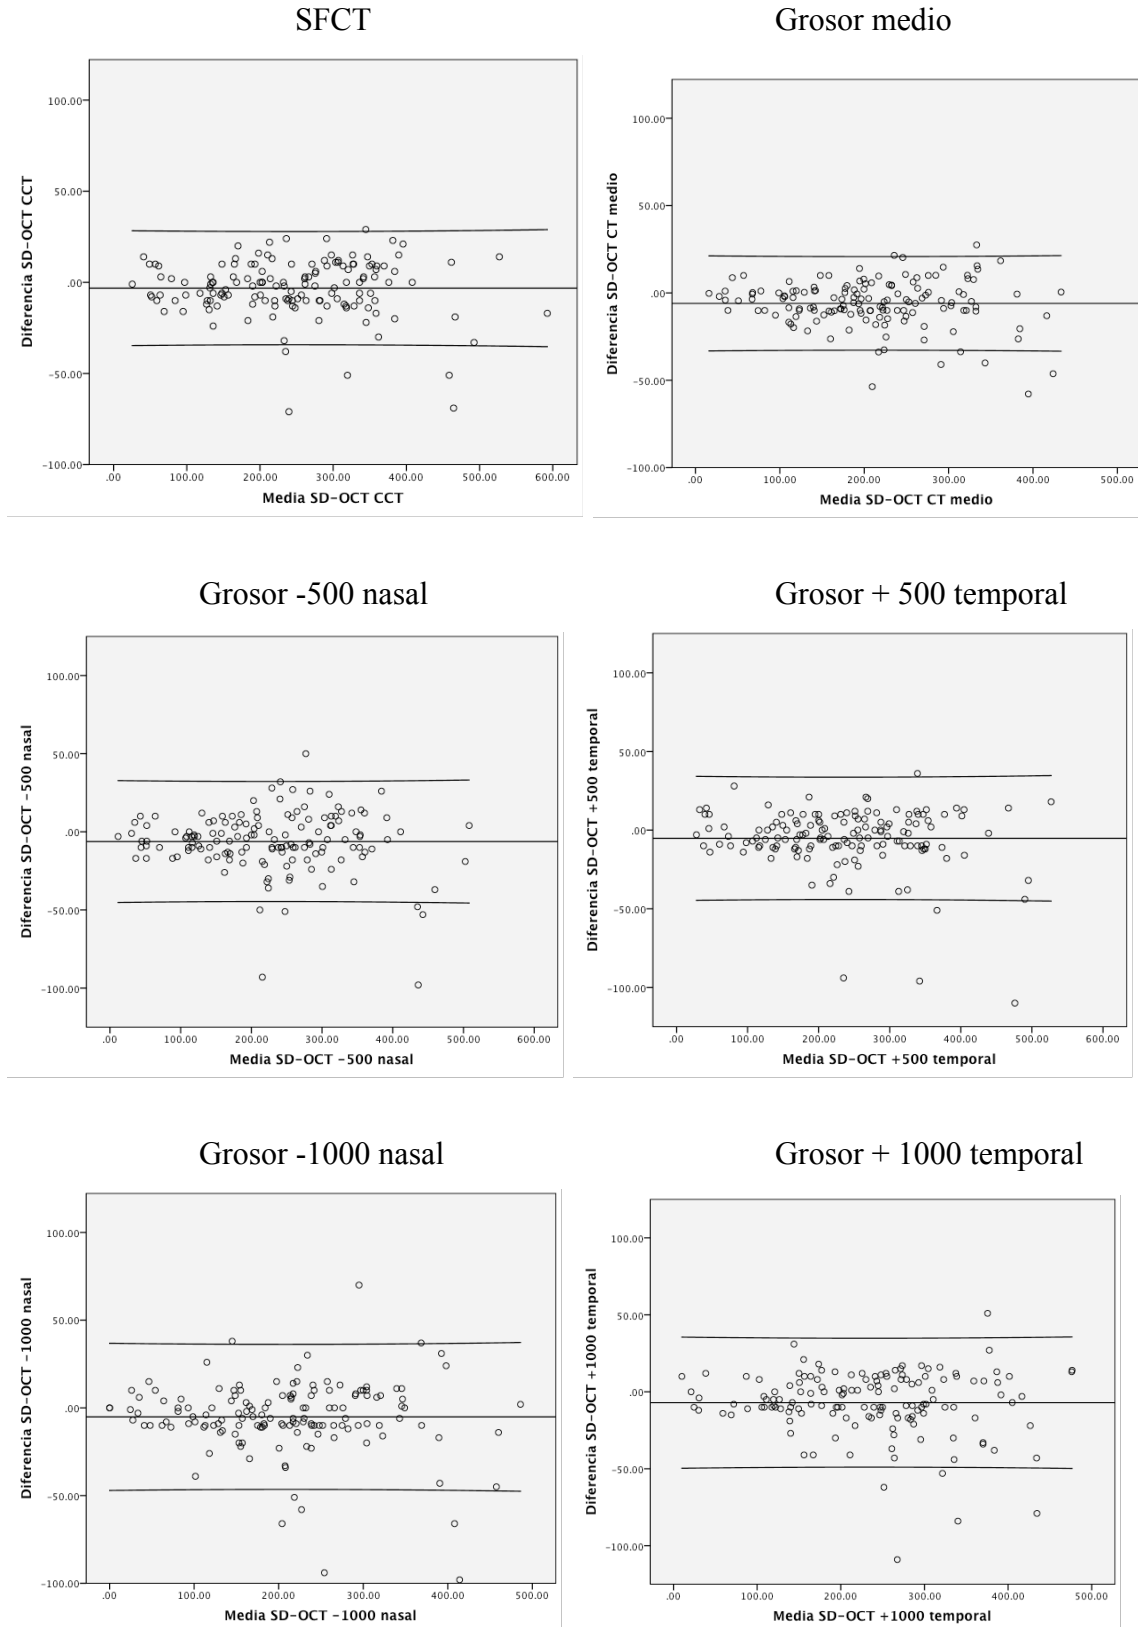 SFCT
Grosor medio
Diferencia SD-OCT CCT
100.00
50.00
.00
-50.00
-100.00
.00 100.00 200.00 300.00 400.00 500.00 600.00
Media SD-OCT CCT
Diferencia SD-OCT CT medio
100.00
50.00
.00
-50.00
-100.00
.00 100.00 200.00 300.00 400.00 500.00
Media SD-OCT CT medio
Grosor -500 nasal
Grosor + 500 temporal
Diferencia SD-OCT -500 nasal
100.00
50.00
.00
-50.00
-100.00
.00 100.00 200.00 300.00 400.00 500.00 600.00
Media SD-OCT -500 nasal
Diferencia SD-OCT +500 temporal
100.00
50.00
.00
-50.00
-100.00
.00 100.00 200.00 300.00 400.00 500.00 600.00
Media SD-OCT +500 temporal
Grosor -1000 nasal
Grosor + 1000 temporal
Diferencia SD-OCT -1000 nasal
100.00
50.00
.00
-50.00
-100.00
.00 100.00 200.00 300.00 400.00 500.00
Media SD-OCT -1000 nasal
Diferencia SD-OCT +1000 temporal
100.00
50.00
.00
-50.00
-100.00
.00 100.00 200.00 300.00 400.00 500.00
Media SD-OCT +1000 temporal